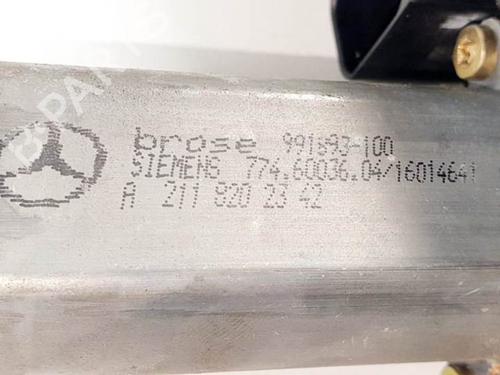 brose 991893-100
SIEMENS 774.60036.04/16014641
A 211 820 23 42
B-PARTS